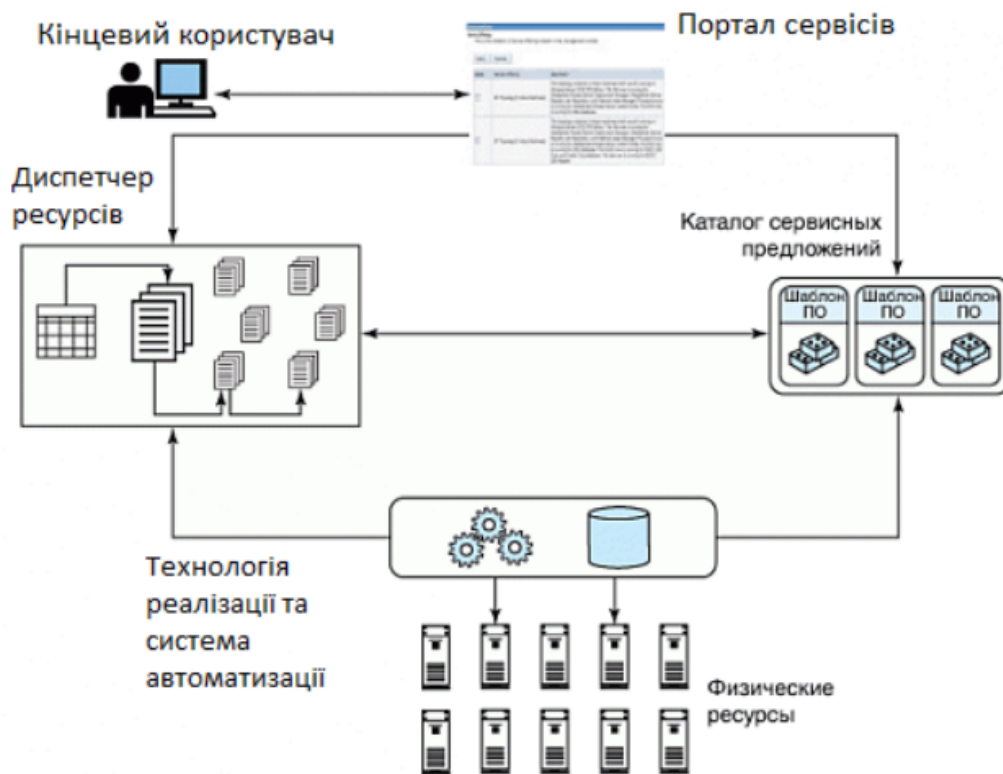 Кінцевий користувач
Портал сервісів
Диспетчер
ресурсів
Каталог сервисных
предложений
Шаблон
ПО
Шаблон
ПО
Шаблон
ПО
Технологія
реалізації та
система
автоматизації
Физические
ресурсы